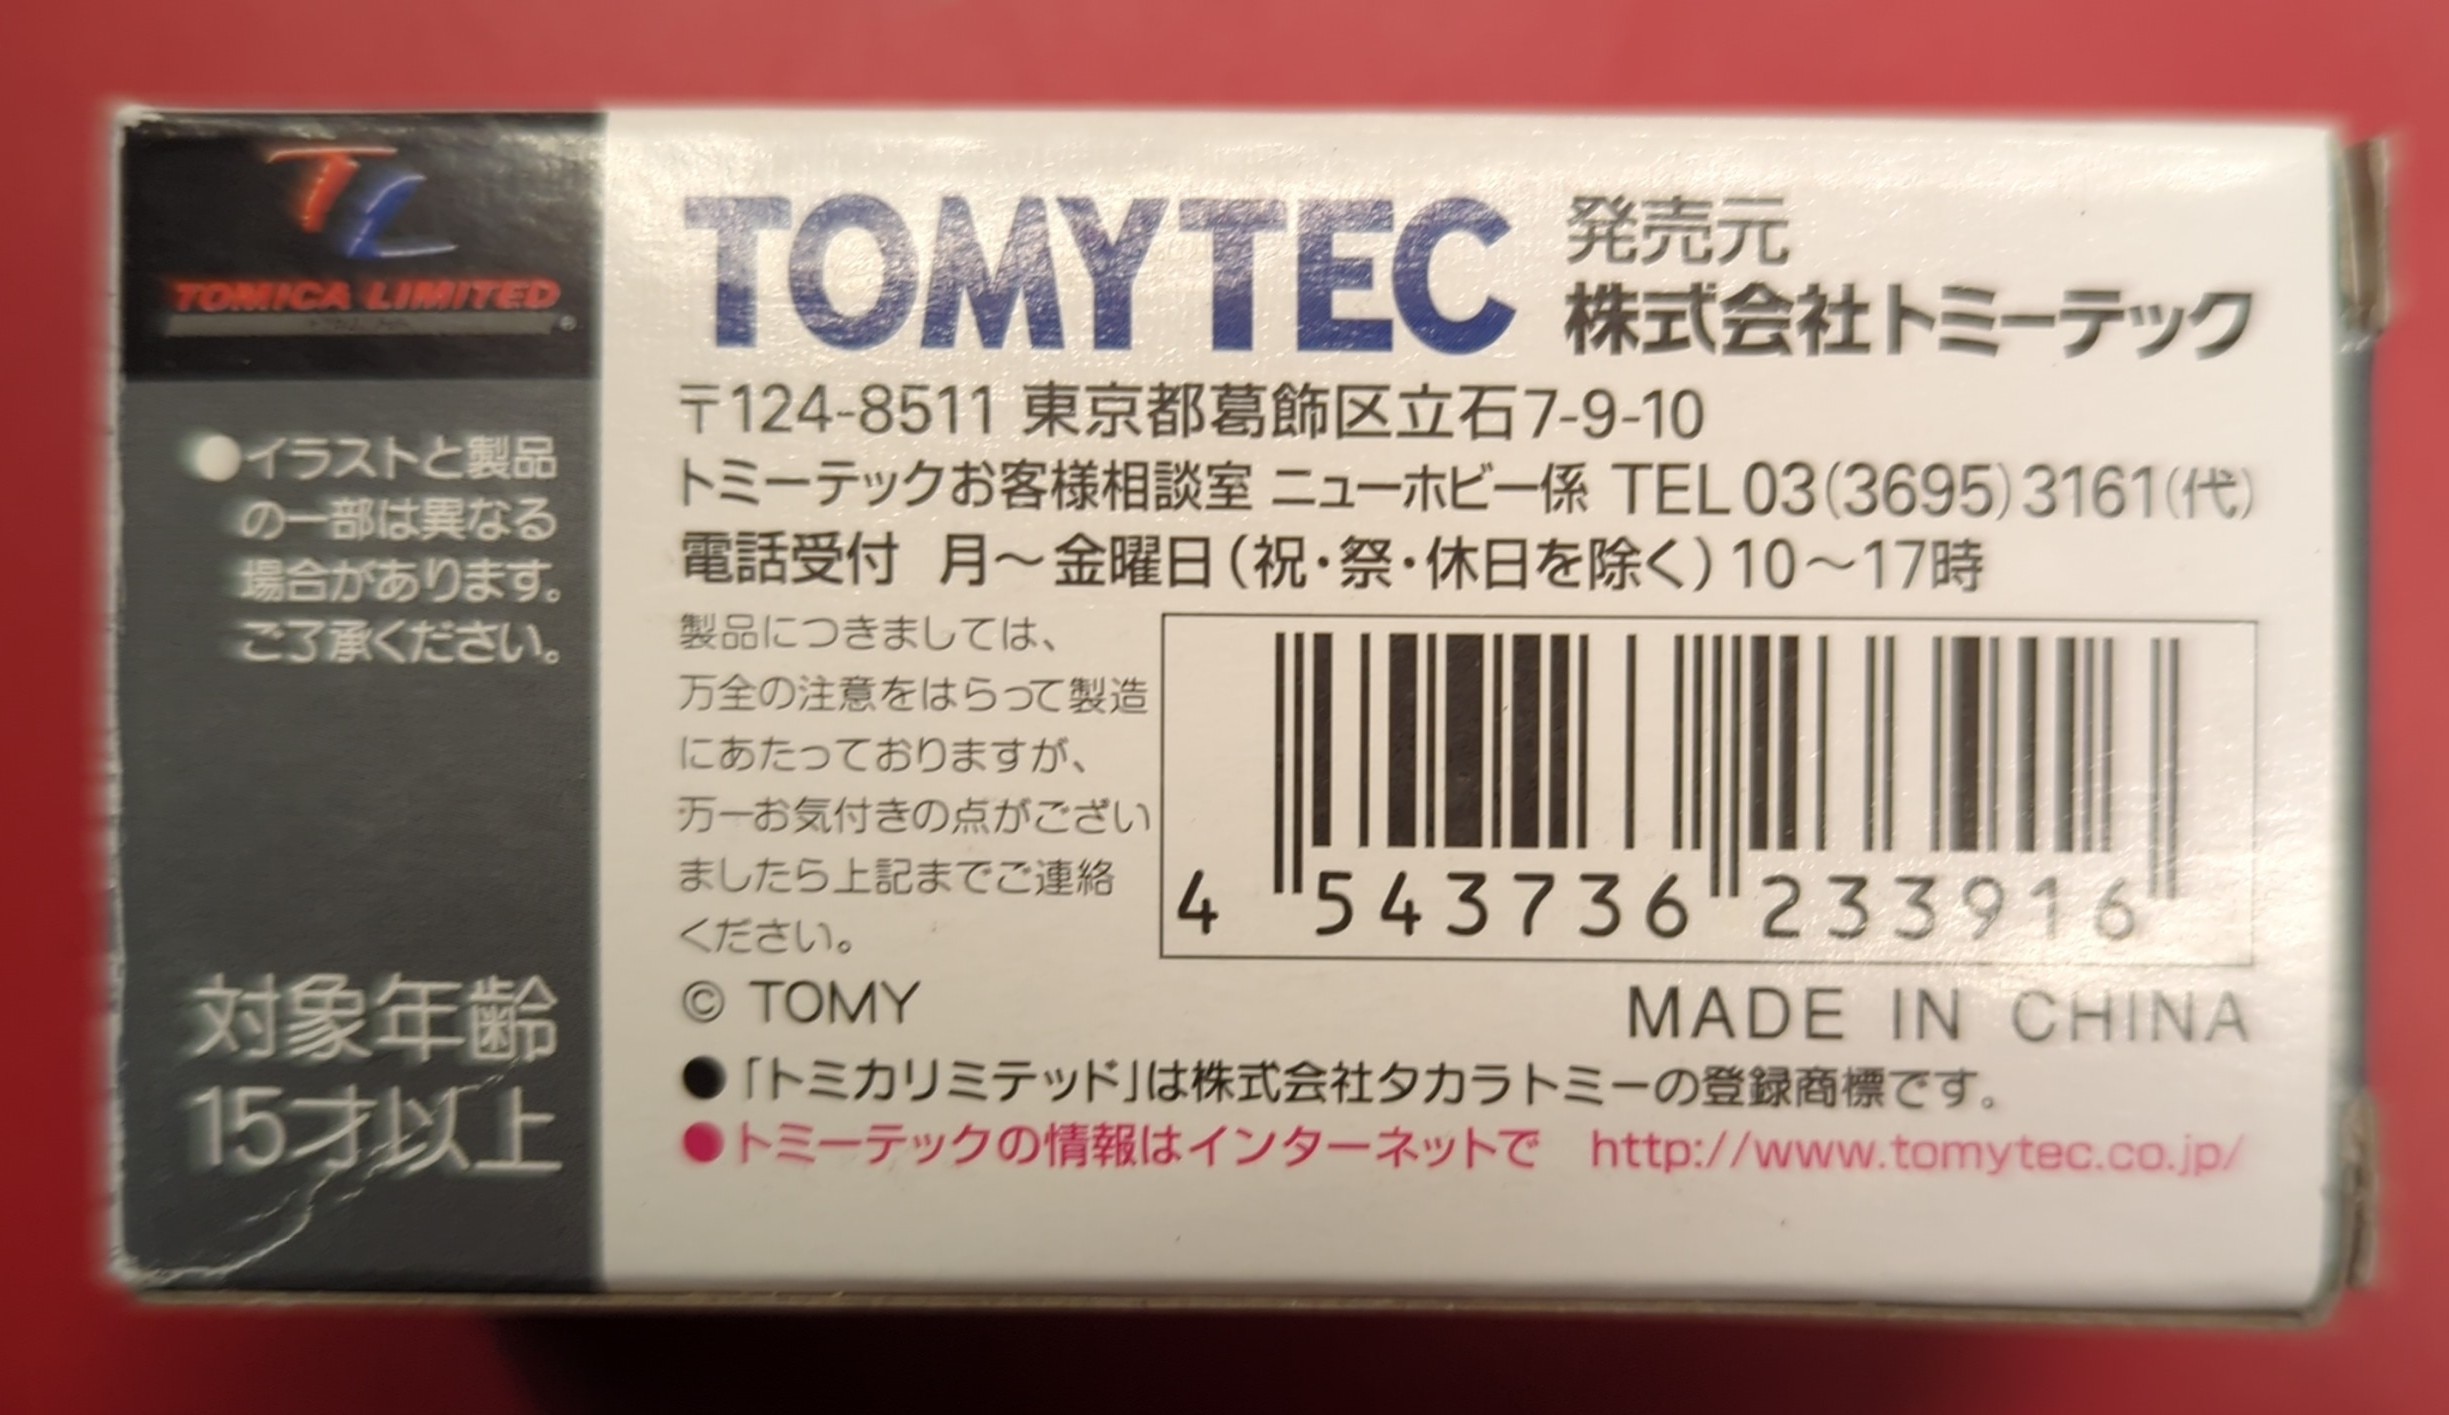 TL
TOMICA LIMITED
®
●イラストと製品
の一部は異なる
場合があります。
ご了承ください。
対象年齢
15才以上
TOMYTEC
発売元
株式会社トミーテック
〒124-8511 東京都葛飾区立石7-9-10
トミーテックお客様相談室 ニューホビー係 TEL 03(3695)3161(代)
電話受付 月〜金曜日(祝・祭・休日を除く)10〜17時
製品につきましては、
万全の注意をはらって製造
にあたっておりますが、
万一お気付きの点がござい
ましたら上記までご連絡
ください。
4 543736 233916
© TOMY
MADE IN CHINA
●「トミカリミテッド」は株式会社タカラトミーの登録商標です。
●トミーテックの情報はインターネットで http://www.tomytec.co.jp/